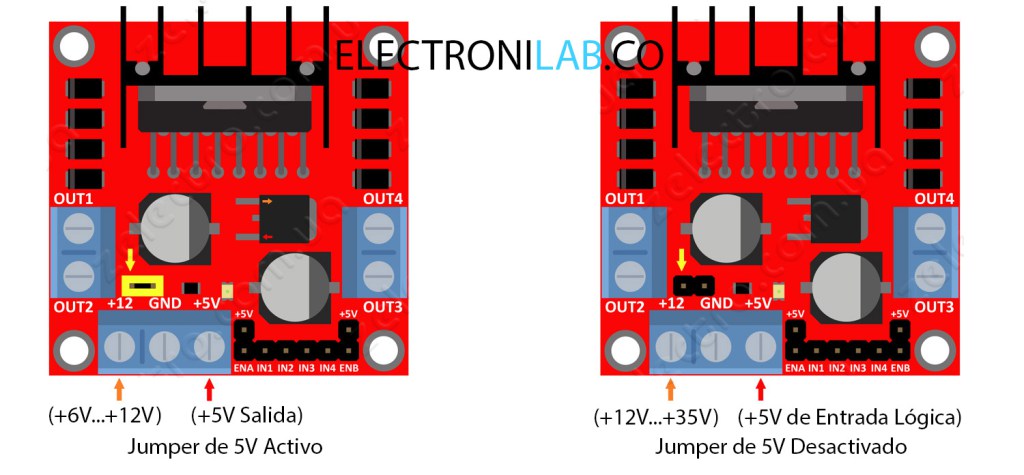 ELECTRONILAB.CO
OUT1 OUT4
OUT2 +12 GND +5V OUT3
+5V +5V
ENA IN1 IN2 IN3 IN4 ENB
(+6V...+12V) (+5V Salida)
Jumper de 5V Activo
OUT1 OUT4
OUT2 +12 GND +5V OUT3
+5V +5V
ENA IN1 IN2 IN3 IN4 ENB
(+12V...+35V) (+5V de Entrada Lógica)
Jumper de 5V Desactivado